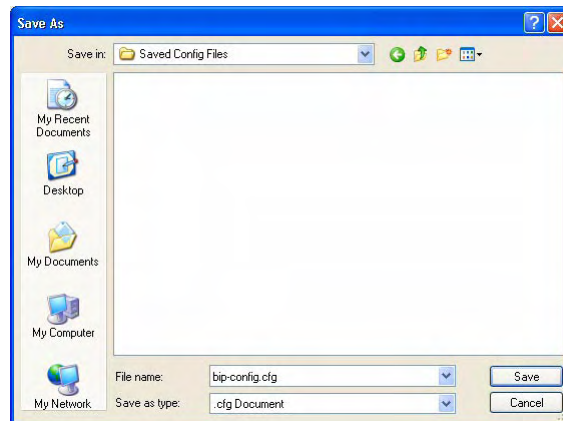 Save As
Save in:
Saved Config Files
My Recent
Documents
Desktop
My Documents
My Computer
My Network
File name:
bip-config.cfg
Save
Save as type:
.cfg Document
Cancel